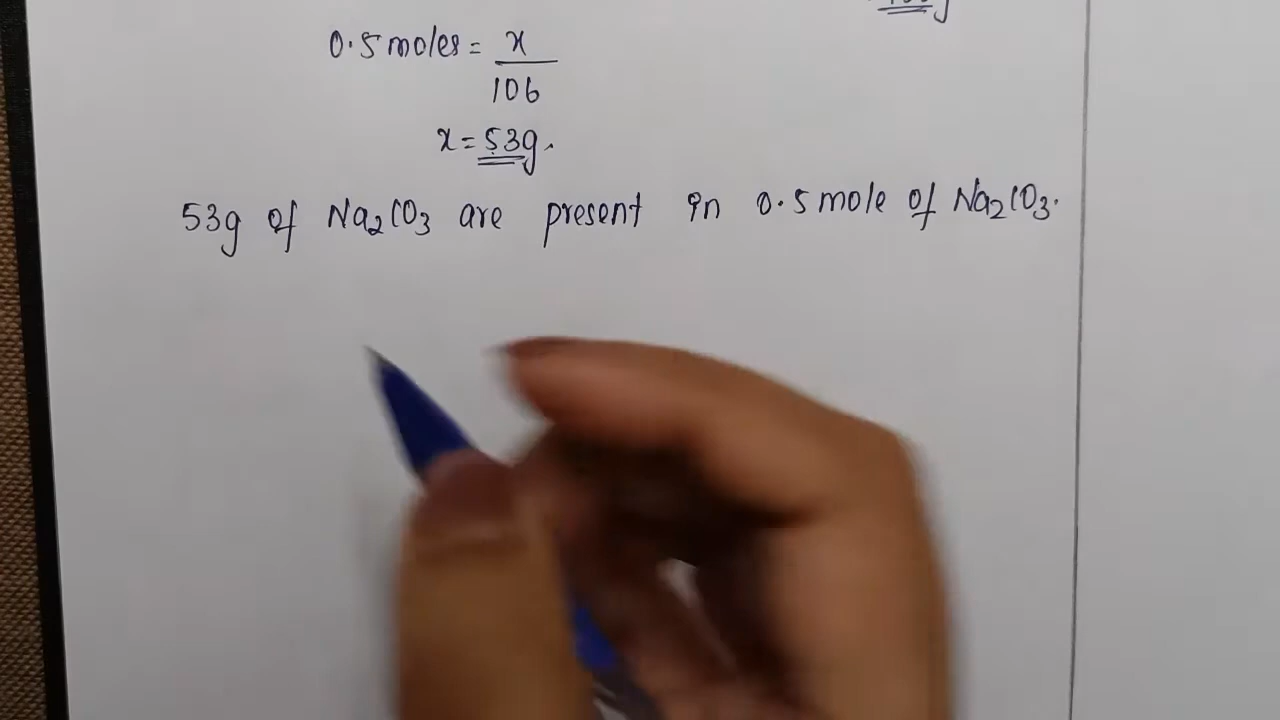 0.5 moles = x
106
x = 53g.
53g of Na₂CO₃ are present in 0.5 mole of Na₂CO₃.